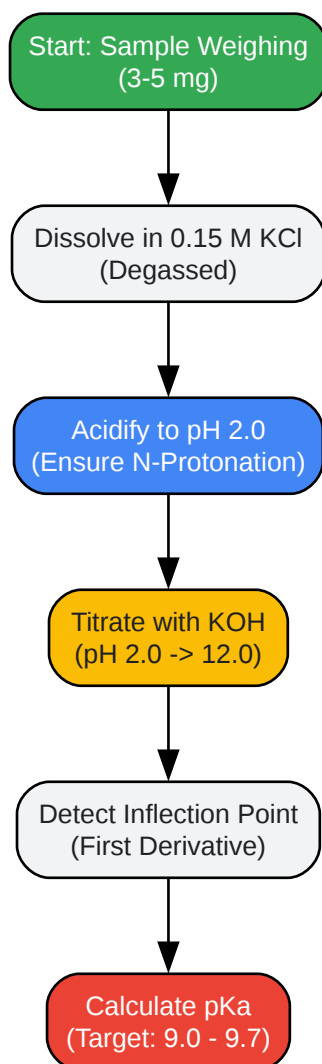 Start: Sample Weighing
(3-5 mg)
Dissolve in 0.15 M KCl
(Degassed)
Acidify to pH 2.0
(Ensure N-Protonation)
Titrate with KOH
(pH 2.0 -> 12.0)
Detect Inflection Point
(First Derivative)
Calculate pKa
(Target: 9.0 - 9.7)